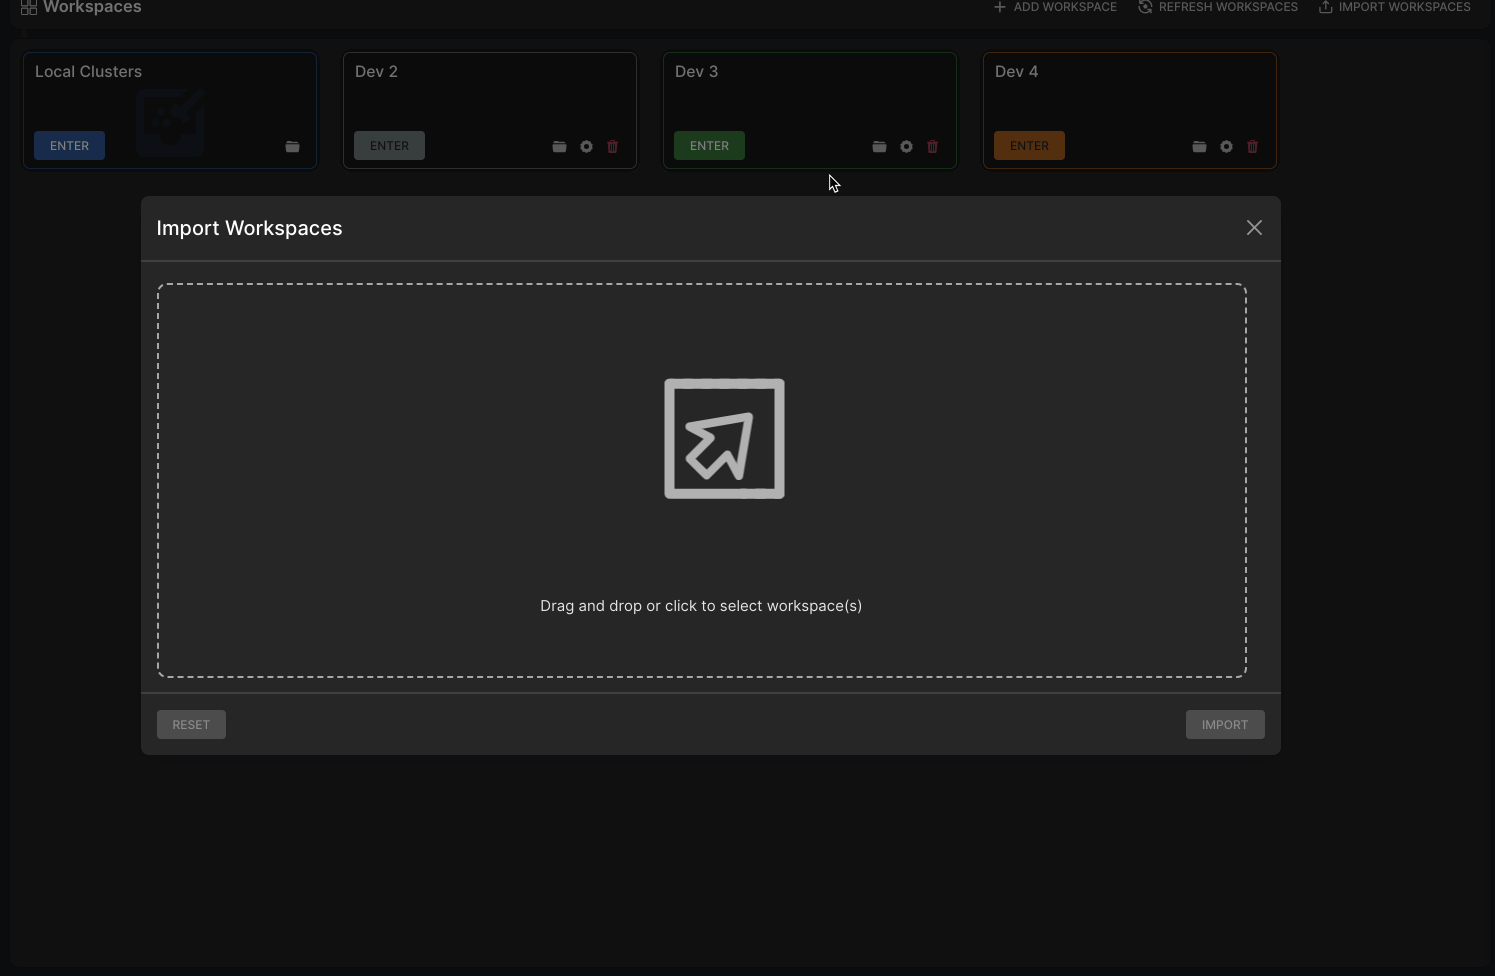 Workspaces
ADD WORKSPACE
REFRESH WORKSPACES
IMPORT WORKSPACES
Local Clusters
Dev 2
Dev 3
Dev 4
ENTER
ENTER
ENTER
ENTER
Import Workspaces
Drag and drop or click to select workspace(s)
RESET
IMPORT